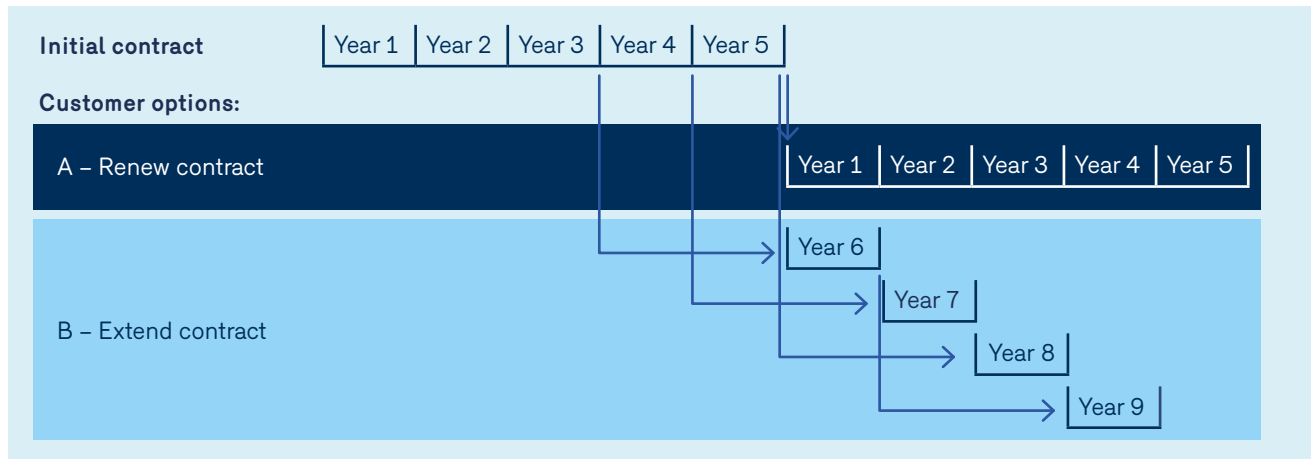 Initial contract Year 1 Year 2 Year 3 Year 4 Year 5
Customer options:
A – Renew contract Year 1 Year 2 Year 3 Year 4 Year 5
Year 6
Year 7
B – Extend contract
Year 8
Year 9